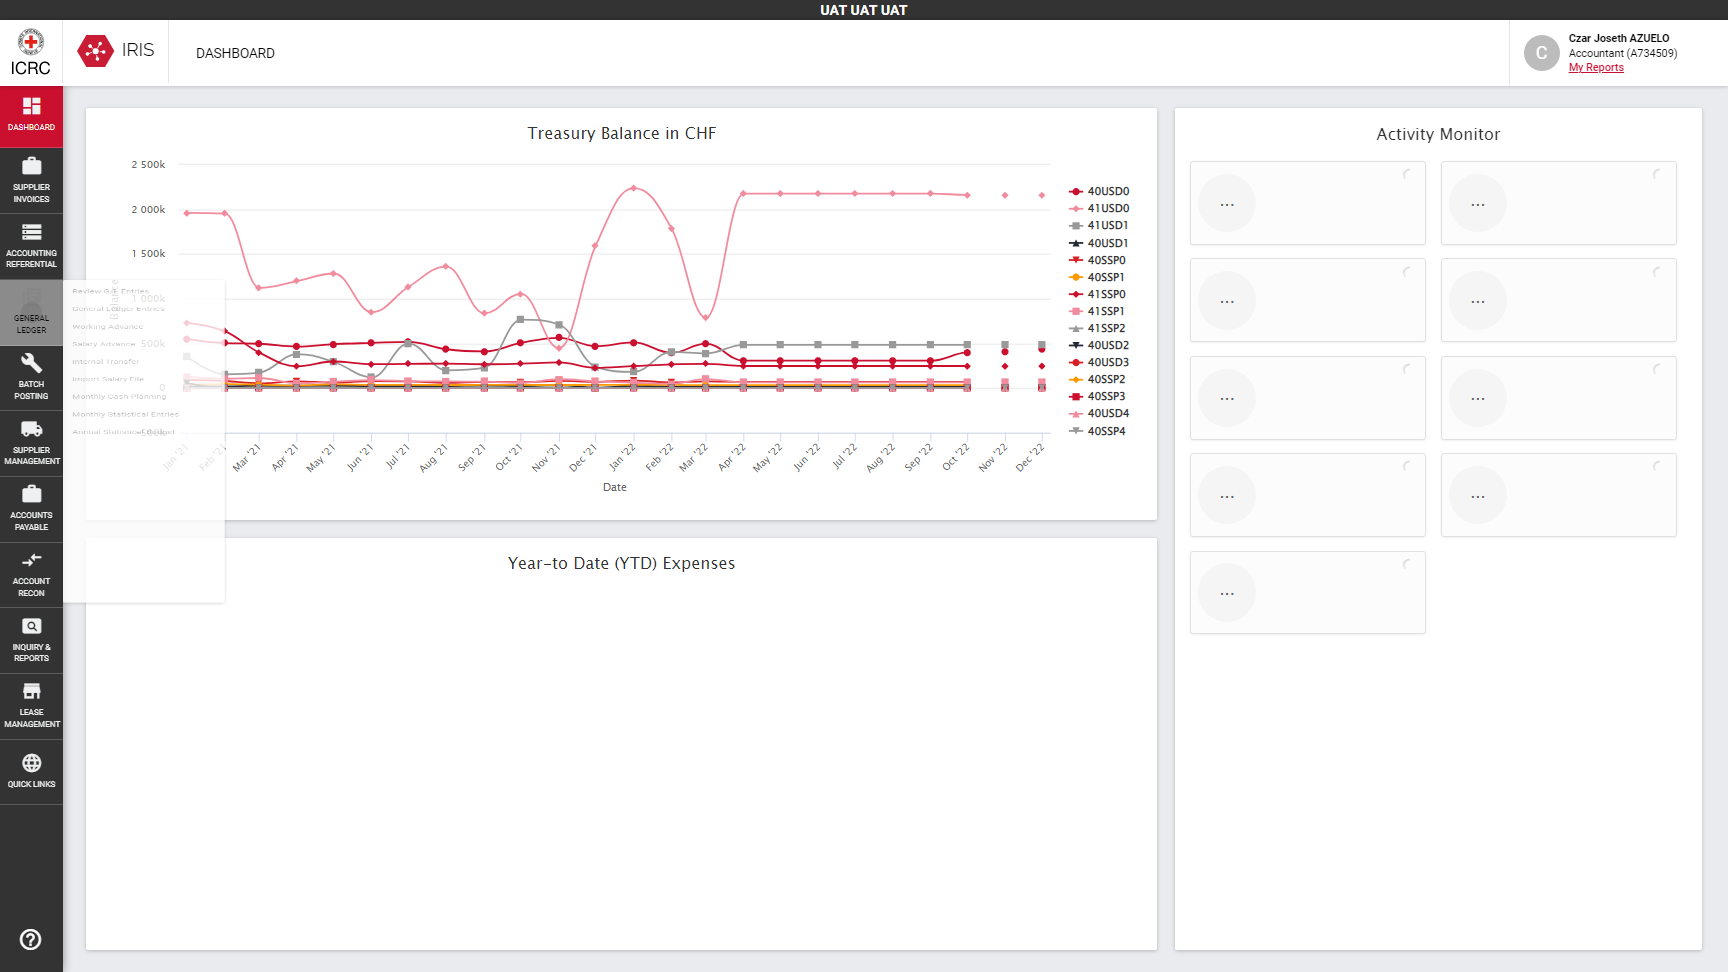 UAT UAT UAT
ICRC
IRIS
DASHBOARD
C
Czar Joseth AZUELO
Accountant (A734509)
My Reports
DASHBOARD
SUPPLIER
INVOICES
ACCOUNTING
REFERENTIAL
GENERAL
LEDGER
BATCH
POSTING
SUPPLIER
MANAGEMENT
ACCOUNTS
PAYABLE
ACCOUNT
RECON
INQUIRY &
REPORTS
LEASE
MANAGEMENT
QUICK LINKS
Review G/L Entries
General Ledger Entries
Working Advance
Salary Advance
Internal Transfer
Import Salary File
Monthly Cash Planning
Monthly Statistical Entries
Annual Statistical Budget
Treasury Balance in CHF
2 500k
2 000k
1 500k
1 000k
500k
0
-500k
Balance
Jan '21
Feb '21
Mar '21
Apr '21
May '21
Jun '21
Jul '21
Aug '21
Sep '21
Oct '21
Nov '21
Dec '21
Jan '22
Feb '22
Mar '22
Apr '22
May '22
Jun '22
Jul '22
Aug '22
Sep '22
Oct '22
Nov '22
Dec '22
Date
40USD0
41USD0
41USD1
40USD1
40SSP0
40SSP1
41SSP0
41SSP1
41SSP2
40USD2
40USD3
40SSP2
40SSP3
40USD4
40SSP4
Year-to Date (YTD) Expenses
Activity Monitor
...
...
...
...
...
...
...
...
...